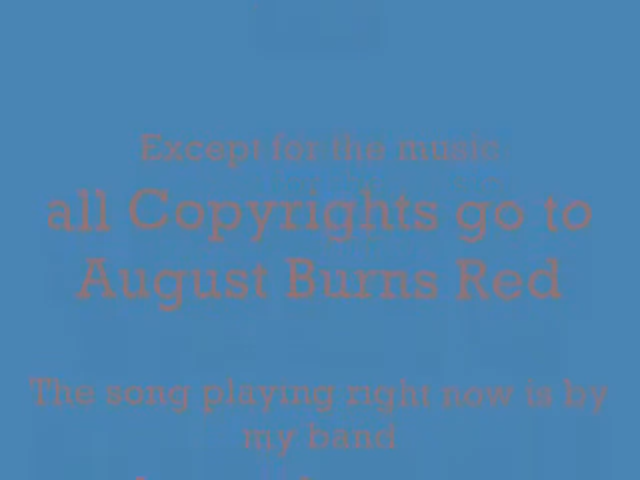 Except for the music
all Copyrights go to
August Burns Red
The song playing right now is by
my band